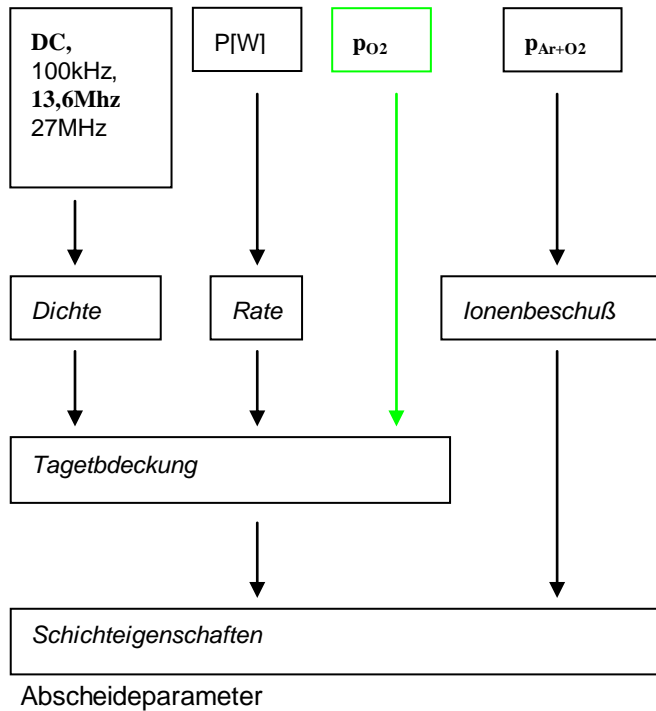 DC,
100kHz,
13,6Mhz
27MHz
P[W]
pO2
pAr+O2
Dichte
Rate
Ionenbeschuß
Tagetbdeckung
Schichteigenschaften
Abscheideparameter